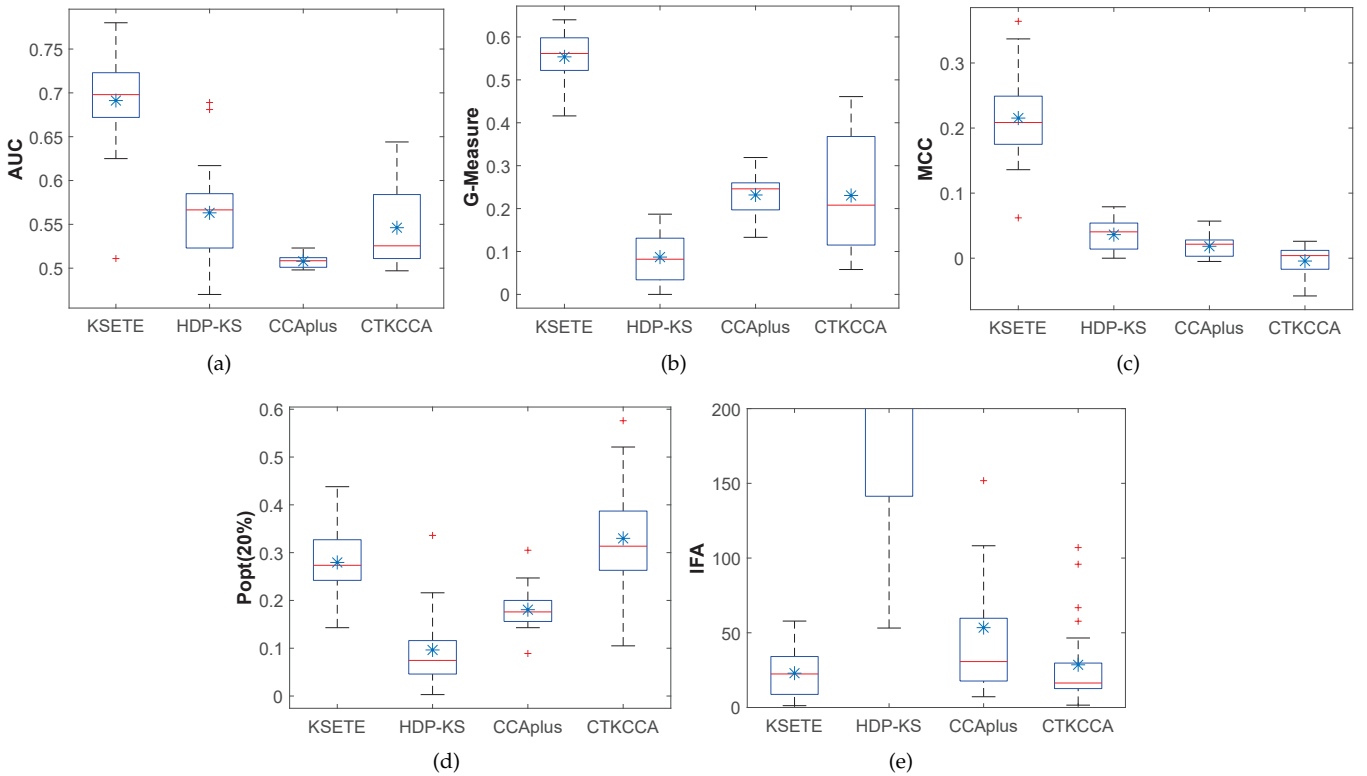 AUC
0.75
0.7
0.65
0.6
0.55
0.5
KSETE HDP-KS CCAplus CTKCCA
(a)
G-Measure
0.6
0.5
0.4
0.3
0.2
0.1
0
KSETE HDP-KS CCAplus CTKCCA
(b)
MCC
0.3
0.2
0.1
0
KSETE HDP-KS CCAplus CTKCCA
(c)
Popt(20%)
0.6
0.5
0.4
0.3
0.2
0.1
0
KSETE HDP-KS CCAplus CTKCCA
(d)
IFA
200
150
100
50
0
KSETE HDP-KS CCAplus CTKCCA
(e)